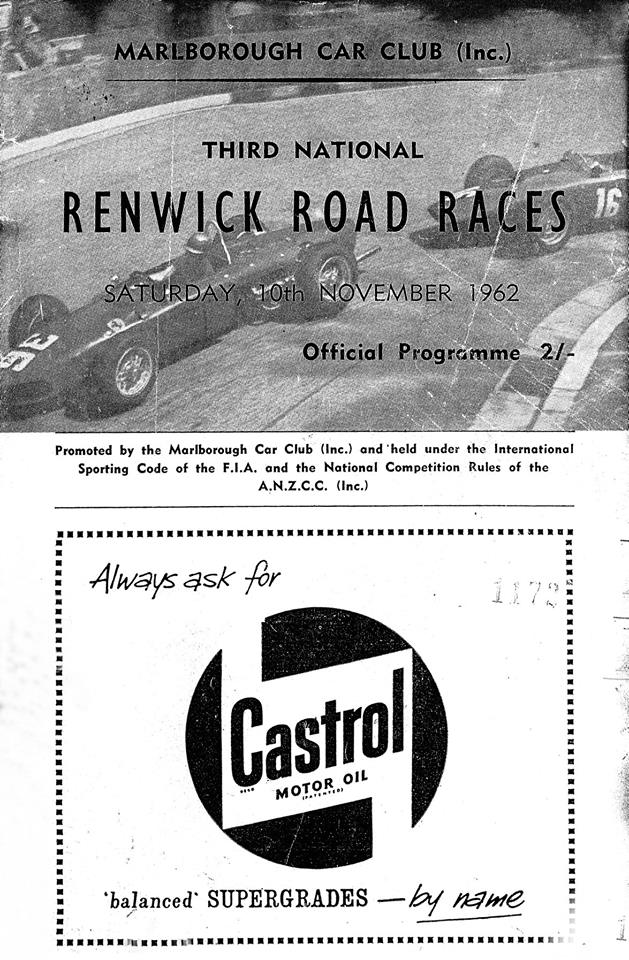 MARLBOROUGH CAR CLUB (Inc.)
THIRD NATIONAL
RENWICK ROAD RACES
16
SATURDAY, 10th NOVEMBER 1962
Official Programme 2/-
Promoted by the Marlborough Car Club (Inc.) and held under the International
Sporting Code of the F.I.A. and the National Competition Rules of the
A.N.Z.C.C. (Inc.)
Always ask for
1172
Castrol
MOTOR OIL
(PATENTED)
'balanced' SUPERGRADES — by name